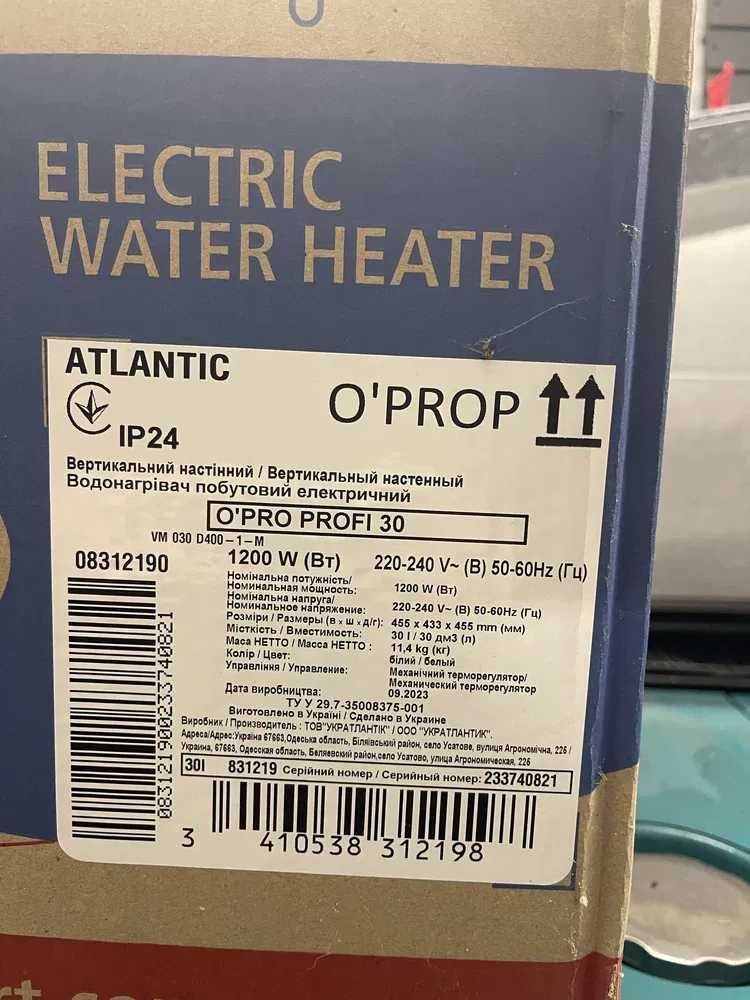 ELECTRIC
WATER HEATER
ATLANTIC
O'PROP
IP24
Вертикальний настінний / Вертикальный настенный
Водонагрівач побутовий електричний
O'PRO PROFI 30
VM 030 D400-1-M
08312190
1200 W (Вт) 220-240 V~ (В) 50-60Hz (Гц)
Номінальна потужність/
Номинальная мощность: 1200 W (Вт)
Номінальна напруга/
Номинальное напряжение: 220-240 V~ (В) 50-60Hz (Гц)
Розміри / Размеры (в x ш x д/г): 455 x 433 x 455 mm (мм)
Місткість / Вместимость: 30 l / 30 дм3 (л)
Маса НЕТТО / Масса НЕТТО : 11,4 kg (кг)
Колір / Цвет: білий / белый
Управління / Управление: Механічний терморегулятор/
Механический терморегулятор
Дата виробництва: 09.2023
ТУ У 29.7-35008375-001
Виготовлено в Україні / Сделано в Украине
Виробник / Производитель : ТОВ"УКРАТЛАНТІК" / ООО "УКРАТЛАНТИК".
Адреса/Адрес:Україна 67663,Одеська область, Біляївський район, село Усатове, вулиця Агрономічна, 226 /
Украина, 67663, Одесская область, Беляевский район,село Усатово, улица Агрономическая, 226
30l 831219 Серійний номер / Серийный номер: 233740821
083121900233740821
3 410538 312198